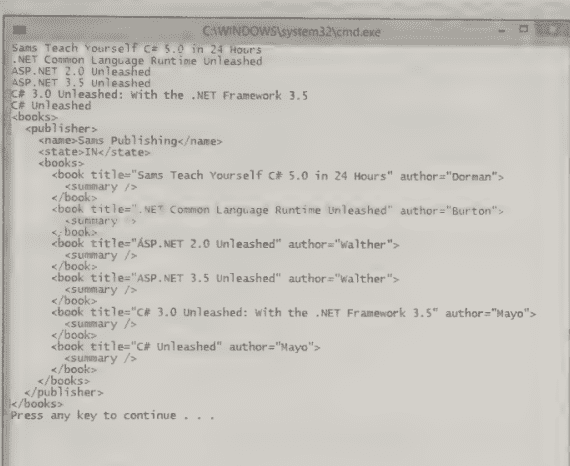 C:\WINDOWS\system32\cmd.exe
Sams Teach Yourself C# 5.0 in 24 Hours
.NET Common Language Runtime Unleashed
ASP.NET 2.0 Unleashed
ASP.NET 3.5 Unleashed
C# 3.0 Unleashed: With the .NET Framework 3.5
C# Unleashed
<books>
  <publisher>
    <name>Sams Publishing</name>
    <state>IN</state>
    <books>
      <book title="Sams Teach Yourself C# 5.0 in 24 Hours" author="Dorman">
        <summary />
      </book>
      <book title=".NET Common Language Runtime Unleashed" author="Burton">
        <summary />
      </book>
      <book title="ASP.NET 2.0 Unleashed" author="Walther">
        <summary />
      </book>
      <book title="ASP.NET 3.5 Unleashed" author="Walther">
        <summary />
      </book>
      <book title="C# 3.0 Unleashed: With the .NET Framework 3.5" author="Mayo">
        <summary />
      </book>
      <book title="C# Unleashed" author="Mayo">
        <summary />
      </book>
    </books>
  </publisher>
</books>
Press any key to continue . . .